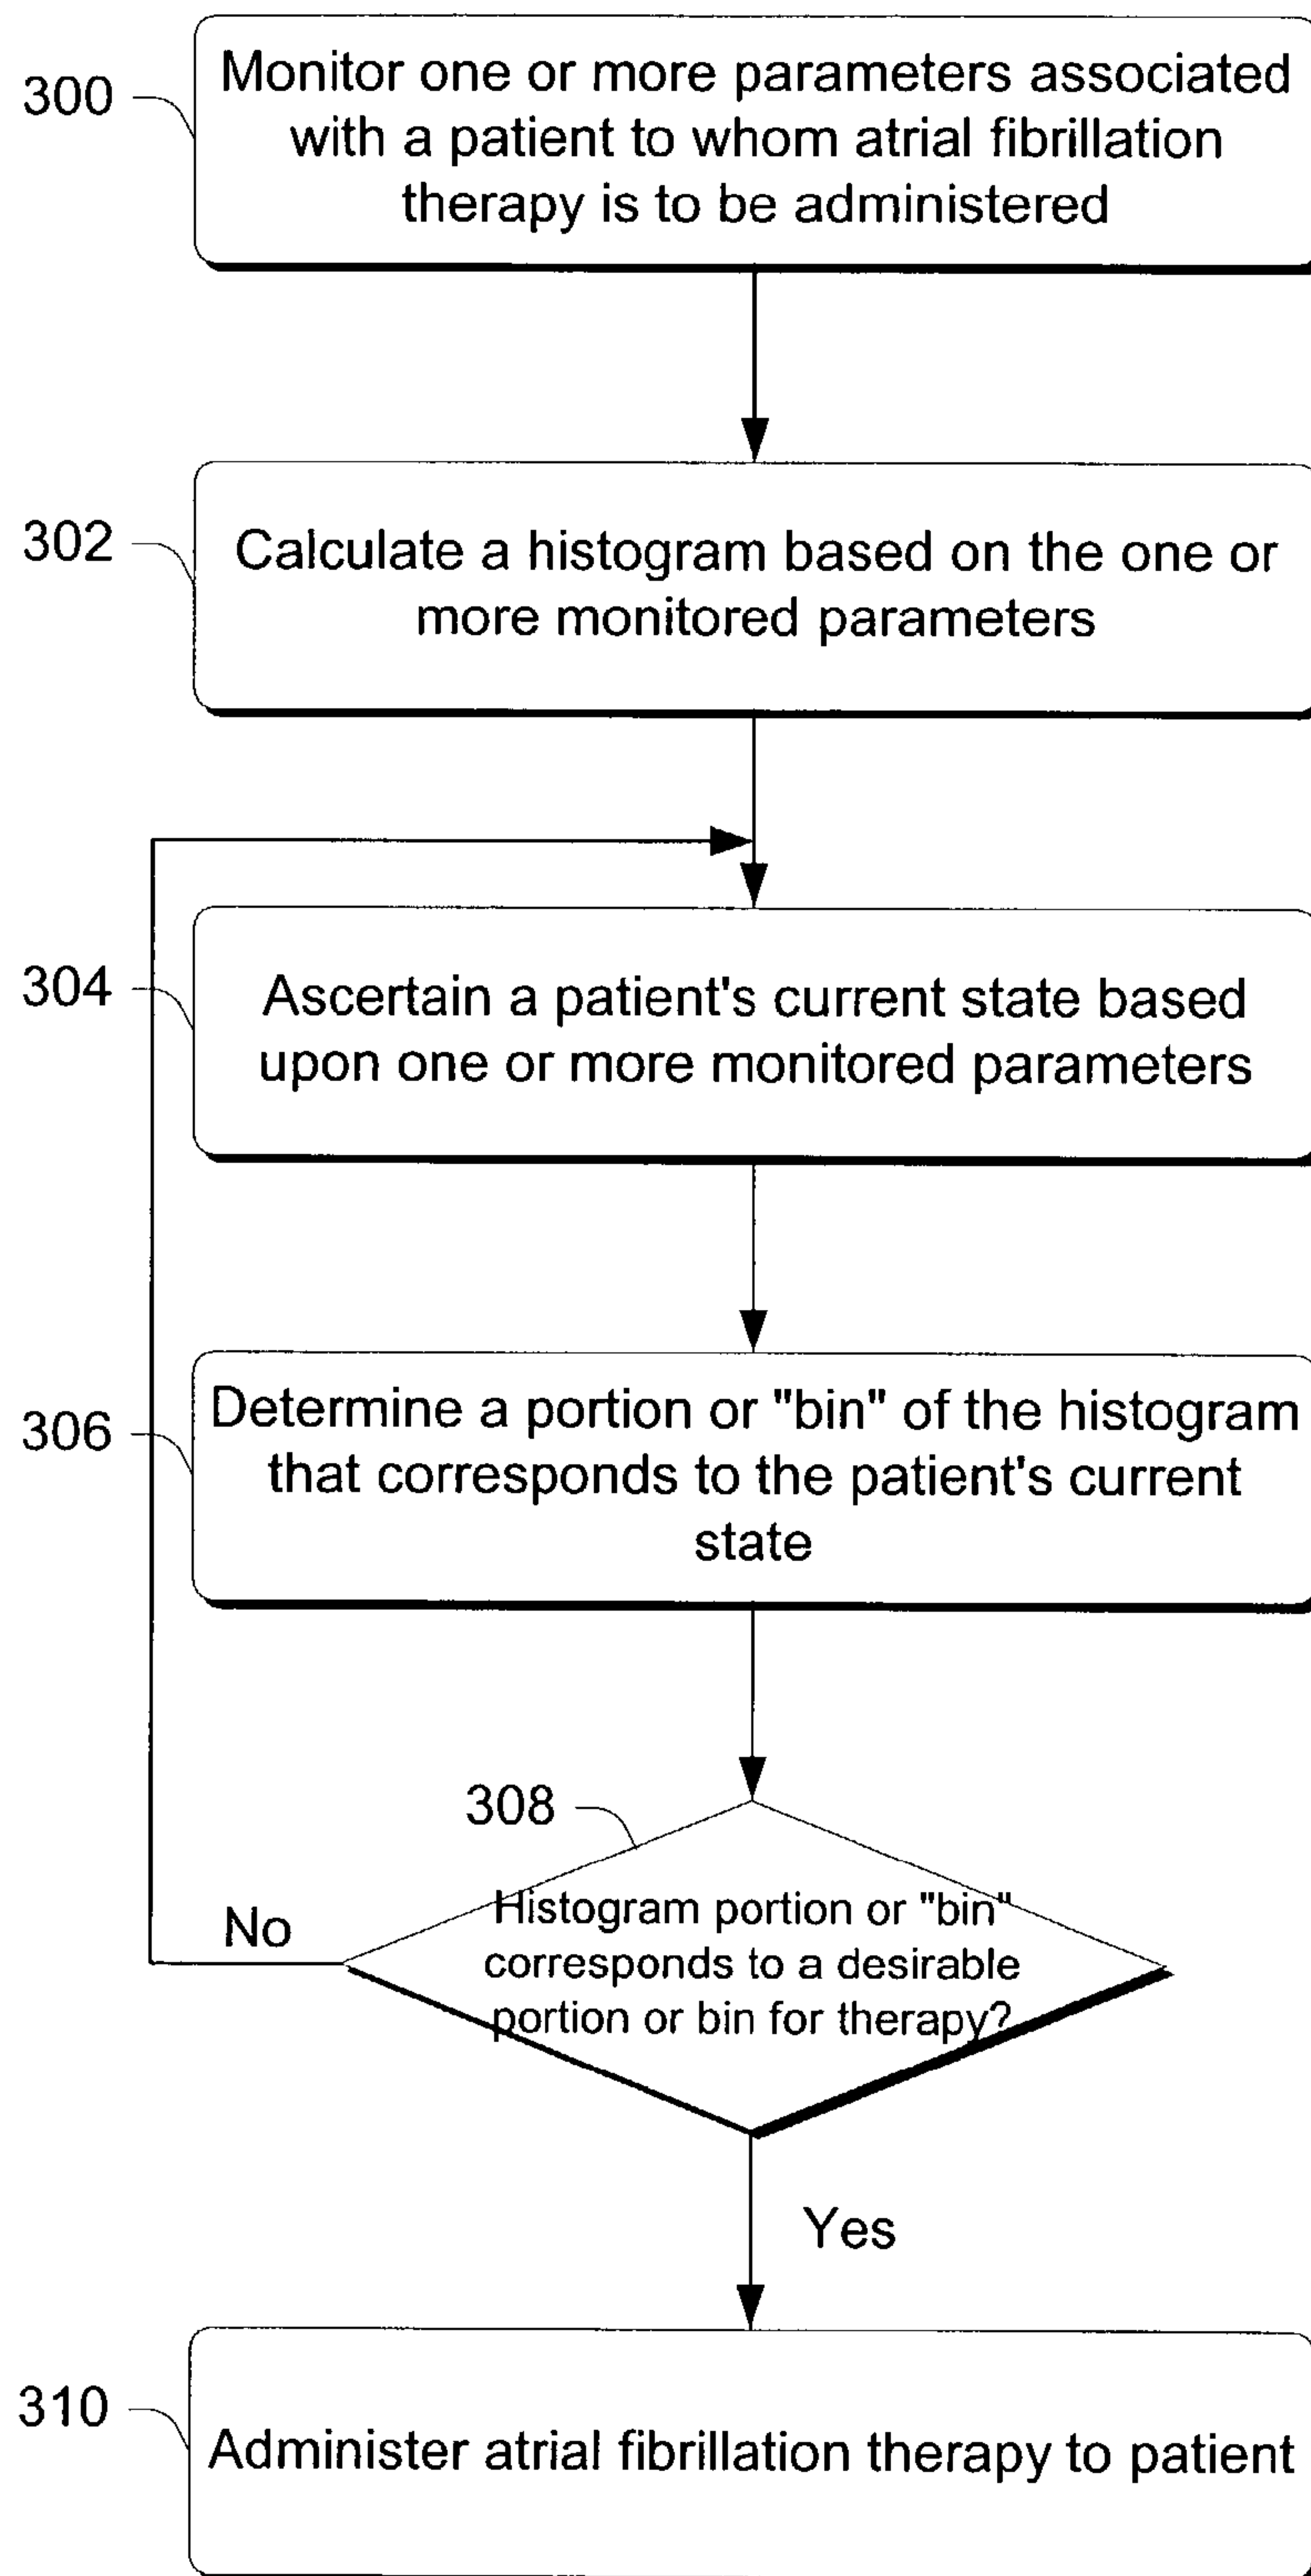 300
Monitor one or more parameters associated
with a patient to whom atrial fibrillation
therapy is to be administered
302
Calculate a histogram based on the one or
more monitored parameters
304
Ascertain a patient's current state based
upon one or more monitored parameters
306
Determine a portion or "bin" of the histogram
that corresponds to the patient's current
state
308
Histogram portion or "bin"
corresponds to a desirable
portion or bin for therapy?
No
Yes
310
Administer atrial fibrillation therapy to patient